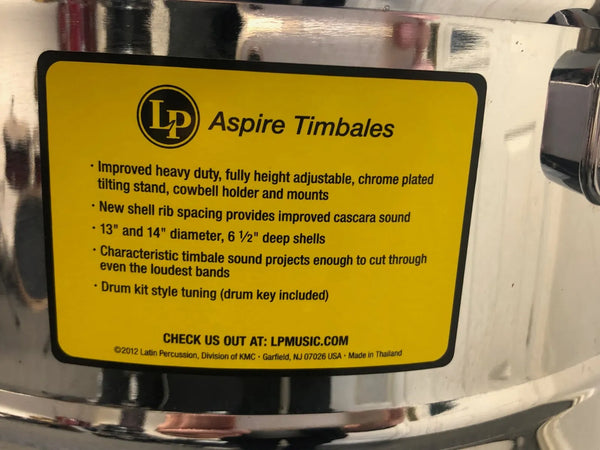 LP Aspire Timbales
· Improved heavy duty, fully height adjustable, chrome plated
tilting stand, cowbell holder and mounts
· New shell rib spacing provides improved cascara sound
· 13" and 14" diameter, 6 ½" deep shells
· Characteristic timbale sound projects enough to cut through
even the loudest bands
· Drum kit style tuning (drum key included)
CHECK US OUT AT: LPMUSIC.COM
©2012 Latin Percussion, Division of KMC · Garfield, NJ 07026 USA · Made in Thailand